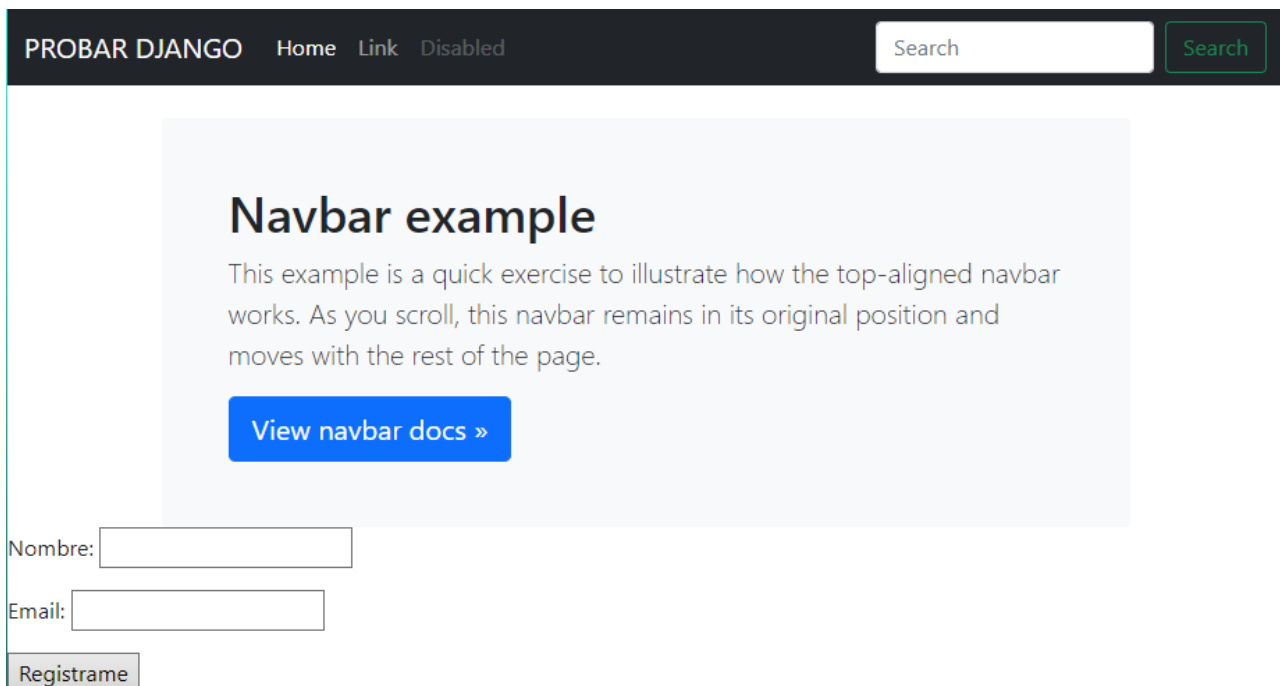 PROBAR DJANGO Home Link Disabled Search Search
Navbar example
This example is a quick exercise to illustrate how the top-aligned navbar
works. As you scroll, this navbar remains in its original position and
moves with the rest of the page.
View navbar docs »
Nombre:
Email:
Registrame